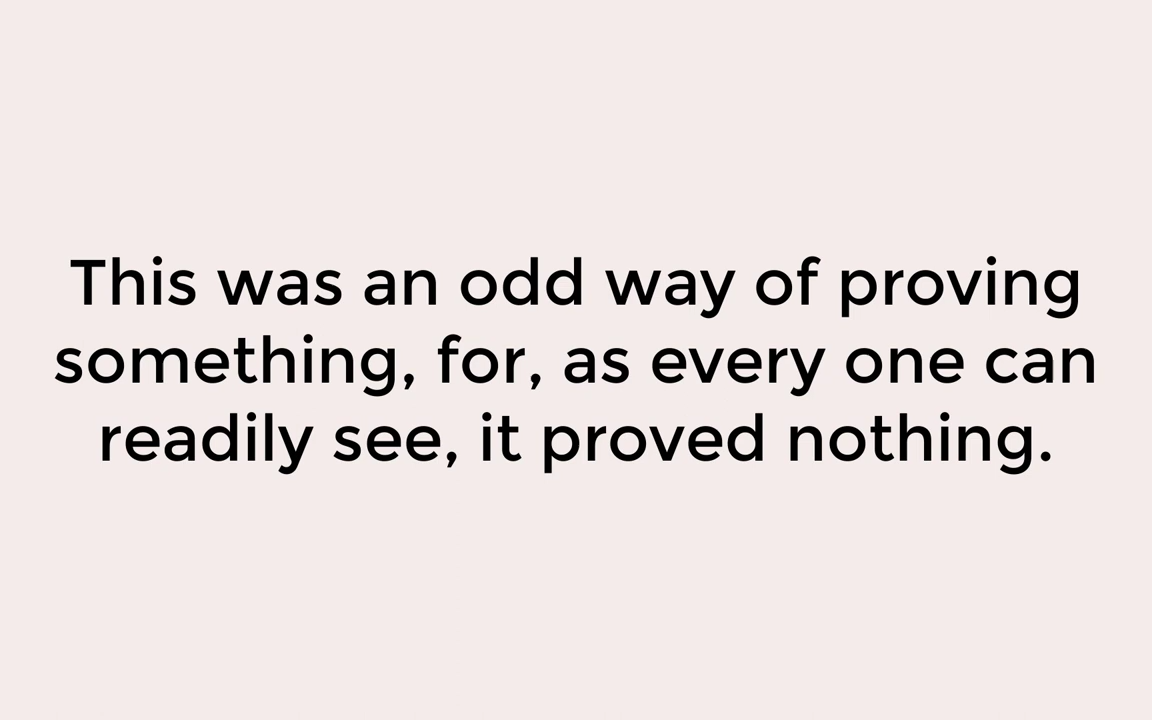 This was an odd way of proving
something, for, as every one can
readily see, it proved nothing.